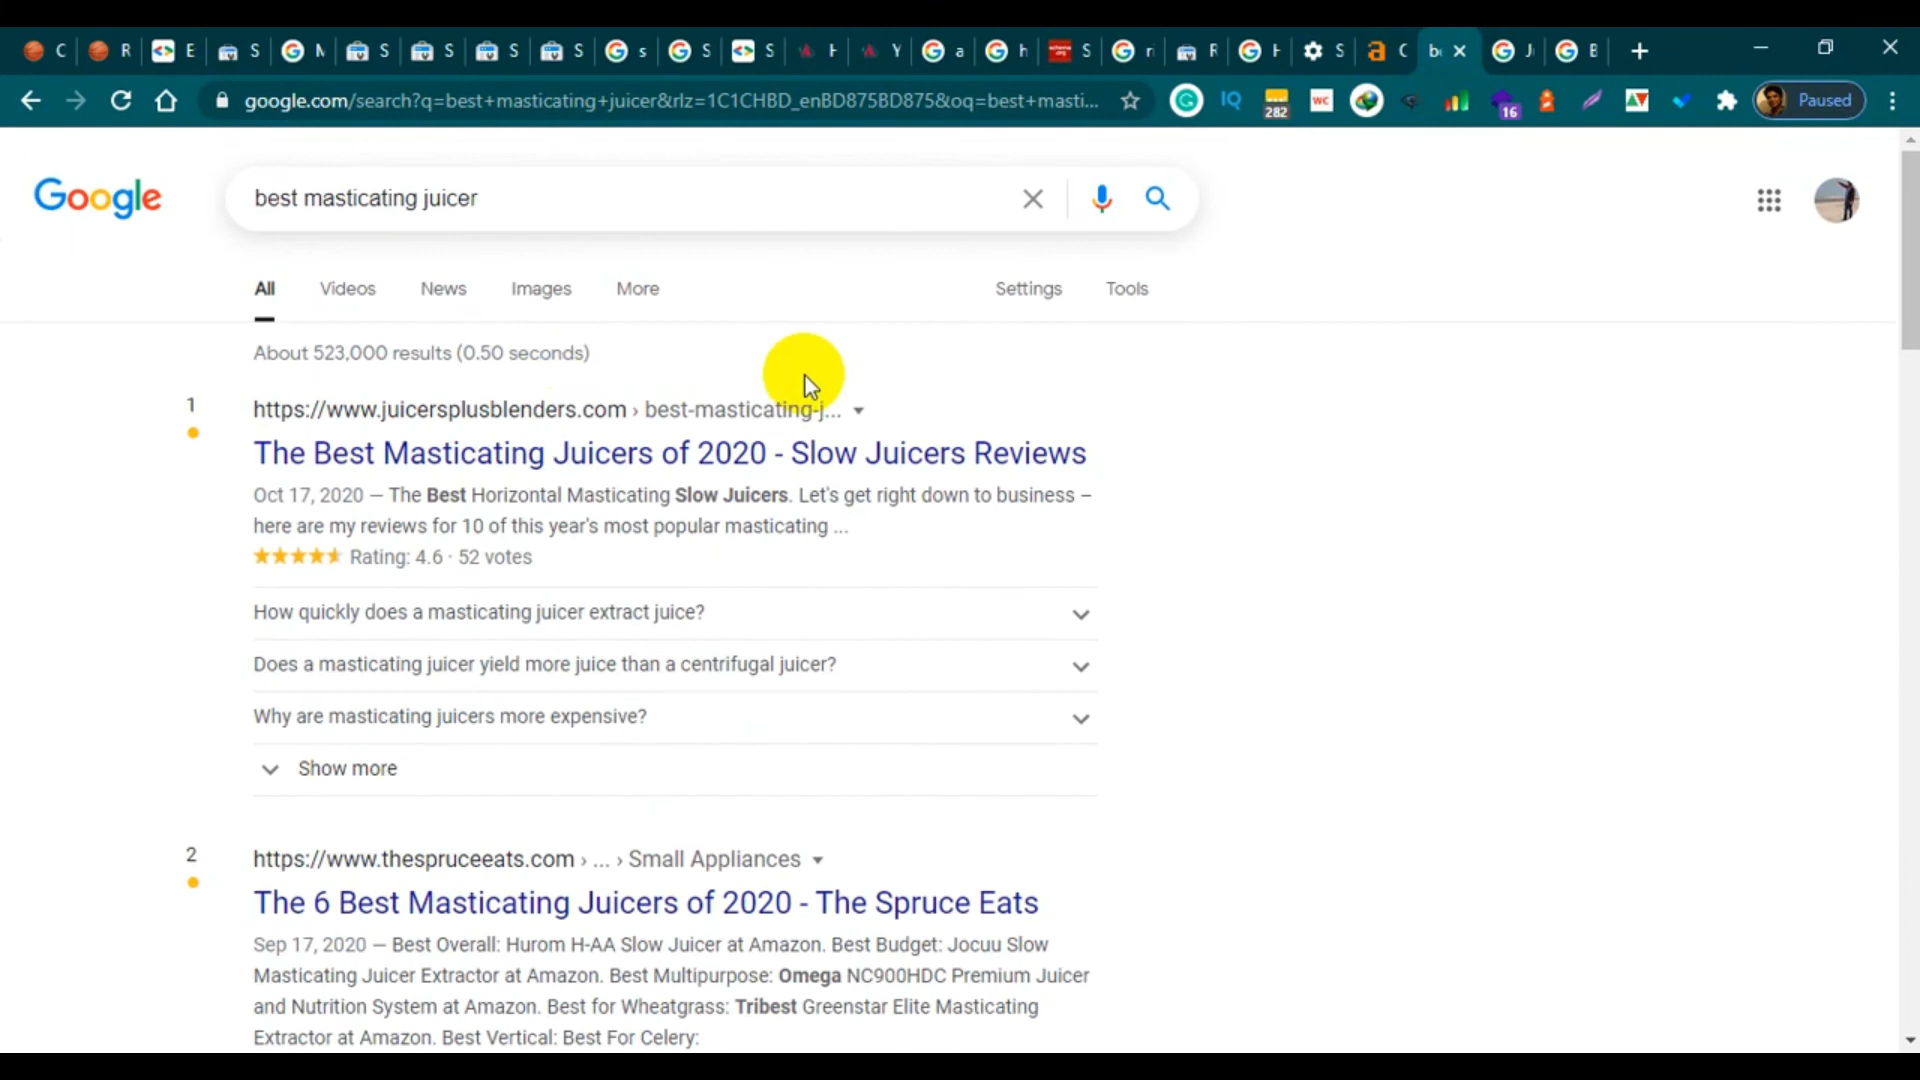 C
R
E
S
M
S
S
S
S
s
S
S
F
Y
a
h
S
ri
F
H
S
C
b
J
E
google.com/search?q=best+masticating+juicer&rlz=1C1CHBD_enBD875BD875&oq=best+masti...
IQ
282
WC
16
Paused
Google
best masticating juicer
All
Videos
News
Images
More
Settings
Tools
About 523,000 results (0.50 seconds)
1
https://www.juicersplusblenders.com › best-masticating-j...
The Best Masticating Juicers of 2020 - Slow Juicers Reviews
Oct 17, 2020 — The Best Horizontal Masticating Slow Juicers. Let's get right down to business –
here are my reviews for 10 of this year's most popular masticating ...
Rating: 4.6 · 52 votes
How quickly does a masticating juicer extract juice?
Does a masticating juicer yield more juice than a centrifugal juicer?
Why are masticating juicers more expensive?
Show more
2
https://www.thespruceeats.com › ... › Small Appliances
The 6 Best Masticating Juicers of 2020 - The Spruce Eats
Sep 17, 2020 — Best Overall: Hurom H-AA Slow Juicer at Amazon. Best Budget: Jocuu Slow
Masticating Juicer Extractor at Amazon. Best Multipurpose: Omega NC900HDC Premium Juicer
and Nutrition System at Amazon. Best for Wheatgrass: Tribest Greenstar Elite Masticating
Extractor at Amazon. Best Vertical: Best For Celery: